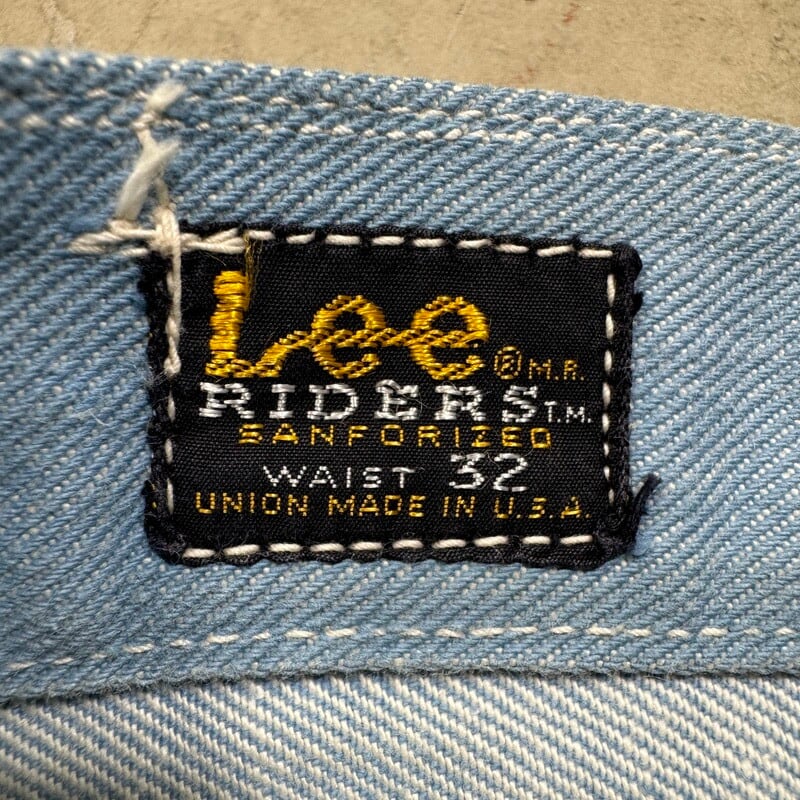 Lee ® M.R.
RIDERS T.M.
SANFORIZED
WAIST 32
UNION MADE IN U.S.A.